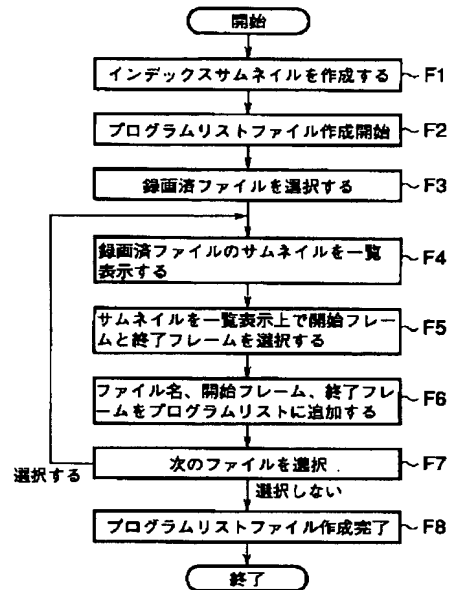 開始
インデックスサムネイルを作成する
F1
プログラムリストファイル作成開始
F2
録画済ファイルを選択する
F3
録画済ファイルのサムネイルを一覧
表示する
F4
サムネイルを一覧表示上で開始フレーム
と終了フレームを選択する
F5
ファイル名、開始フレーム、終了フレ
ームをプログラムリストに追加する
F6
次のファイルを選択
F7
選択する
選択しない
プログラムリストファイル作成完了
F8
終了